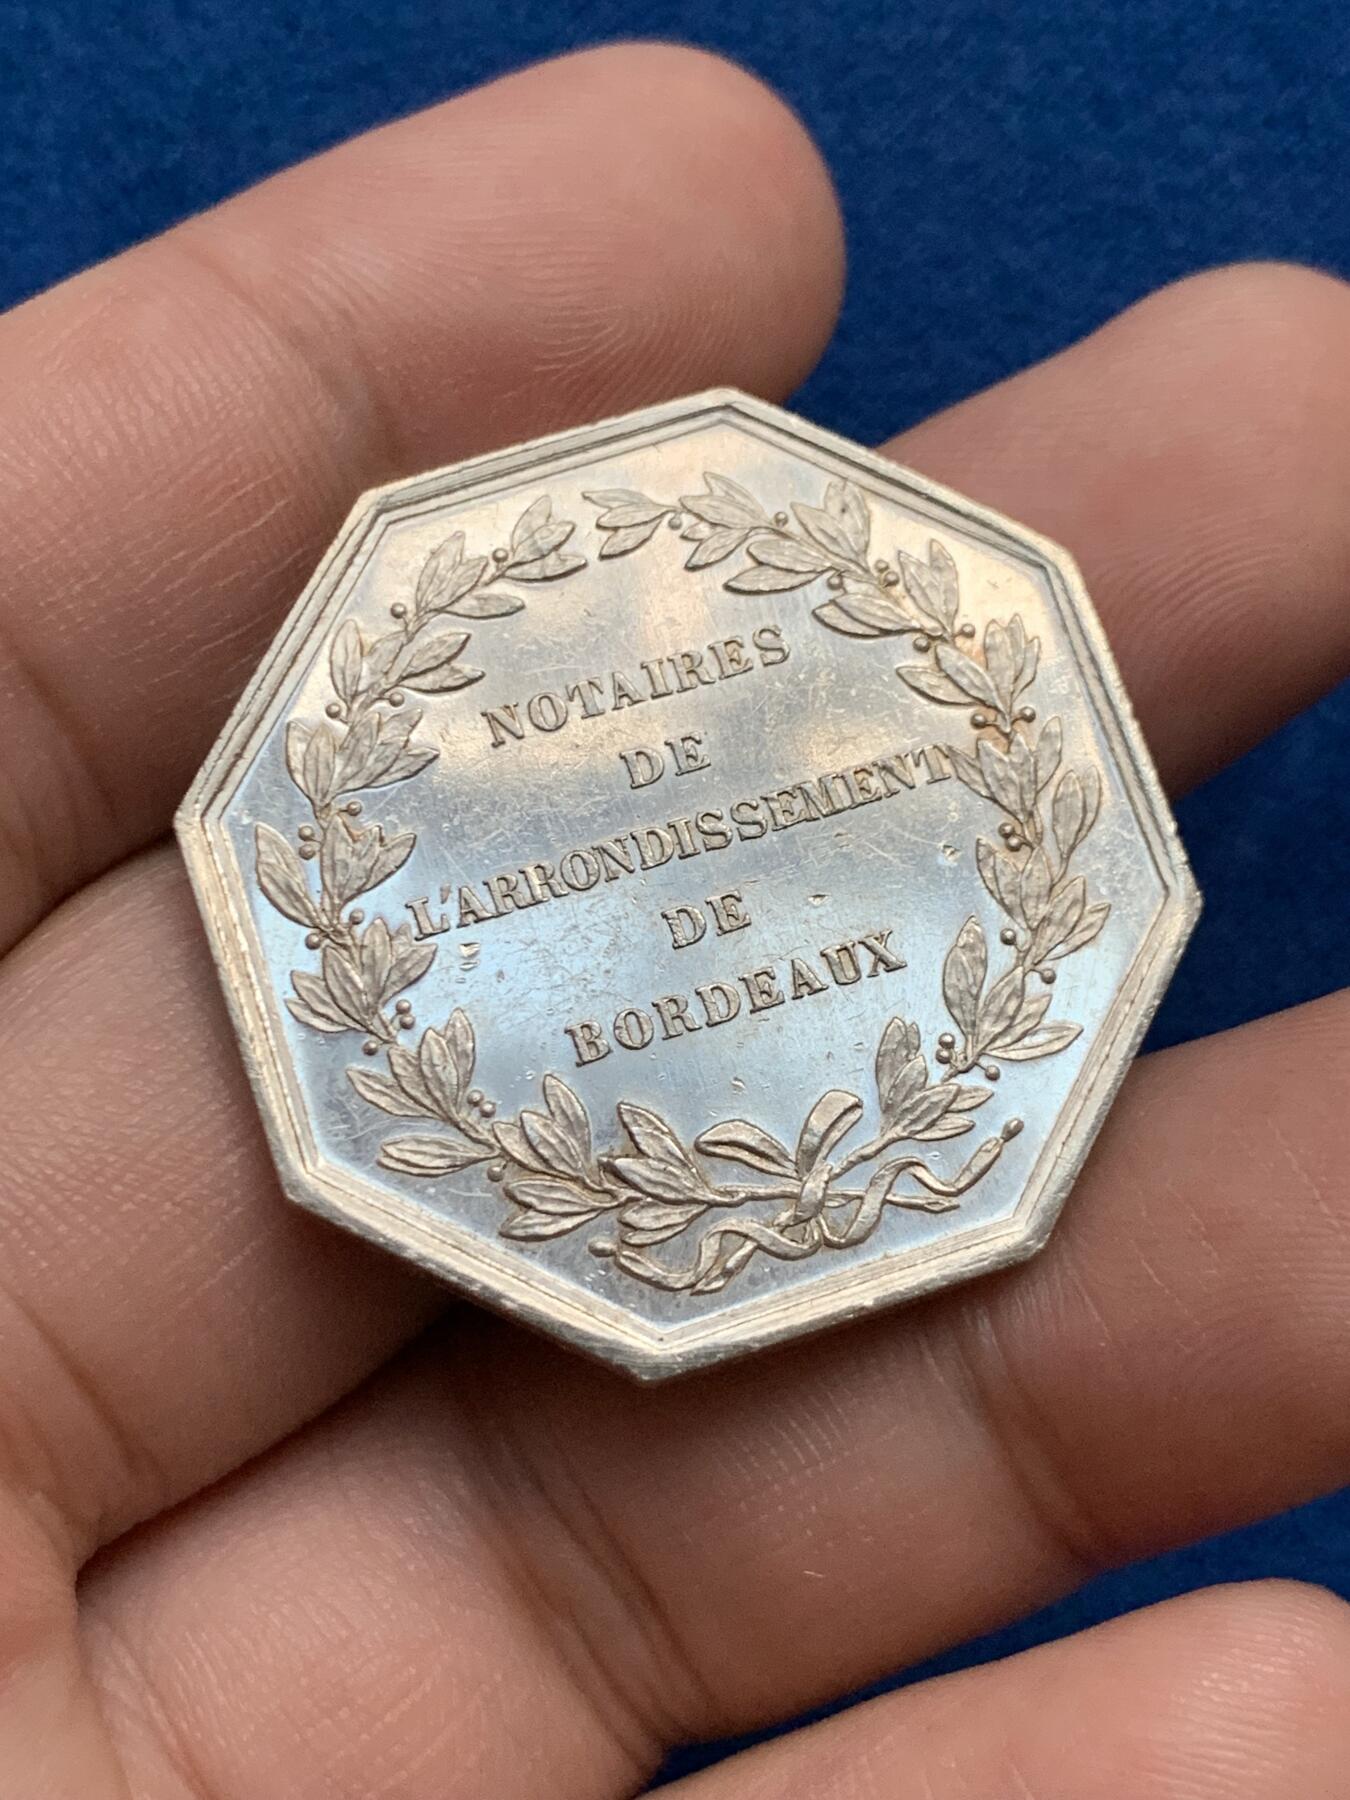 NOTAIRES
DE
L'ARRONDISSEMENT
DE
BORDEAUX